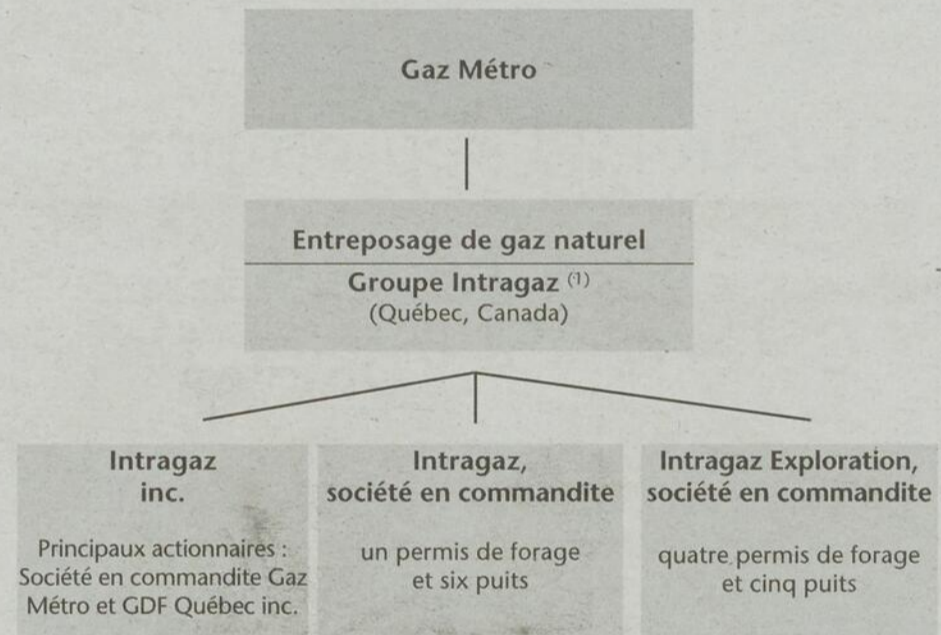 Gaz Métro
Entreposage de gaz naturel
Groupe Intragaz (1)
(Québec, Canada)
Intragaz
inc.
Principaux actionnaires :
Société en commandite Gaz
Métro et GDF Québec inc.
Intragaz,
société en commandite
un permis de forage
et six puits
Intragaz Exploration,
société en commandite
quatre permis de forage
et cinq puits